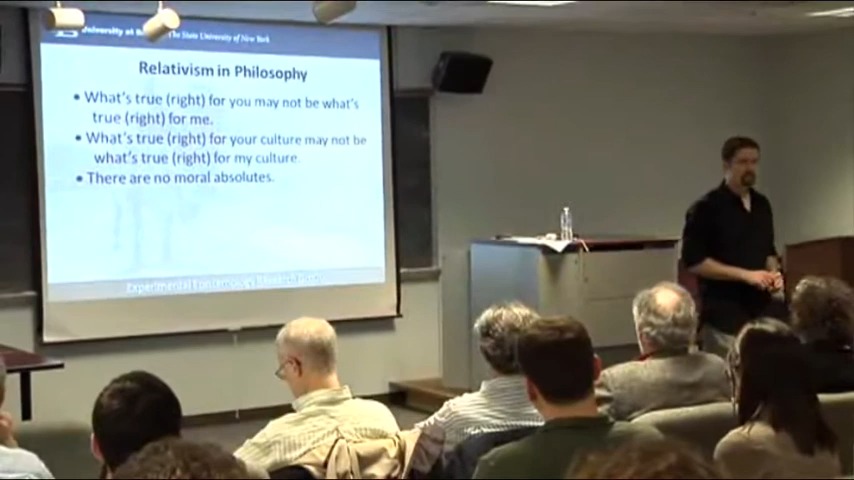 University at B The State University of New York
Relativism in Philosophy
• What's true (right) for you may not be what's
true (right) for me.
• What's true (right) for your culture may not be
what's true (right) for my culture.
• There are no moral absolutes.
Experimental Epistemology Research